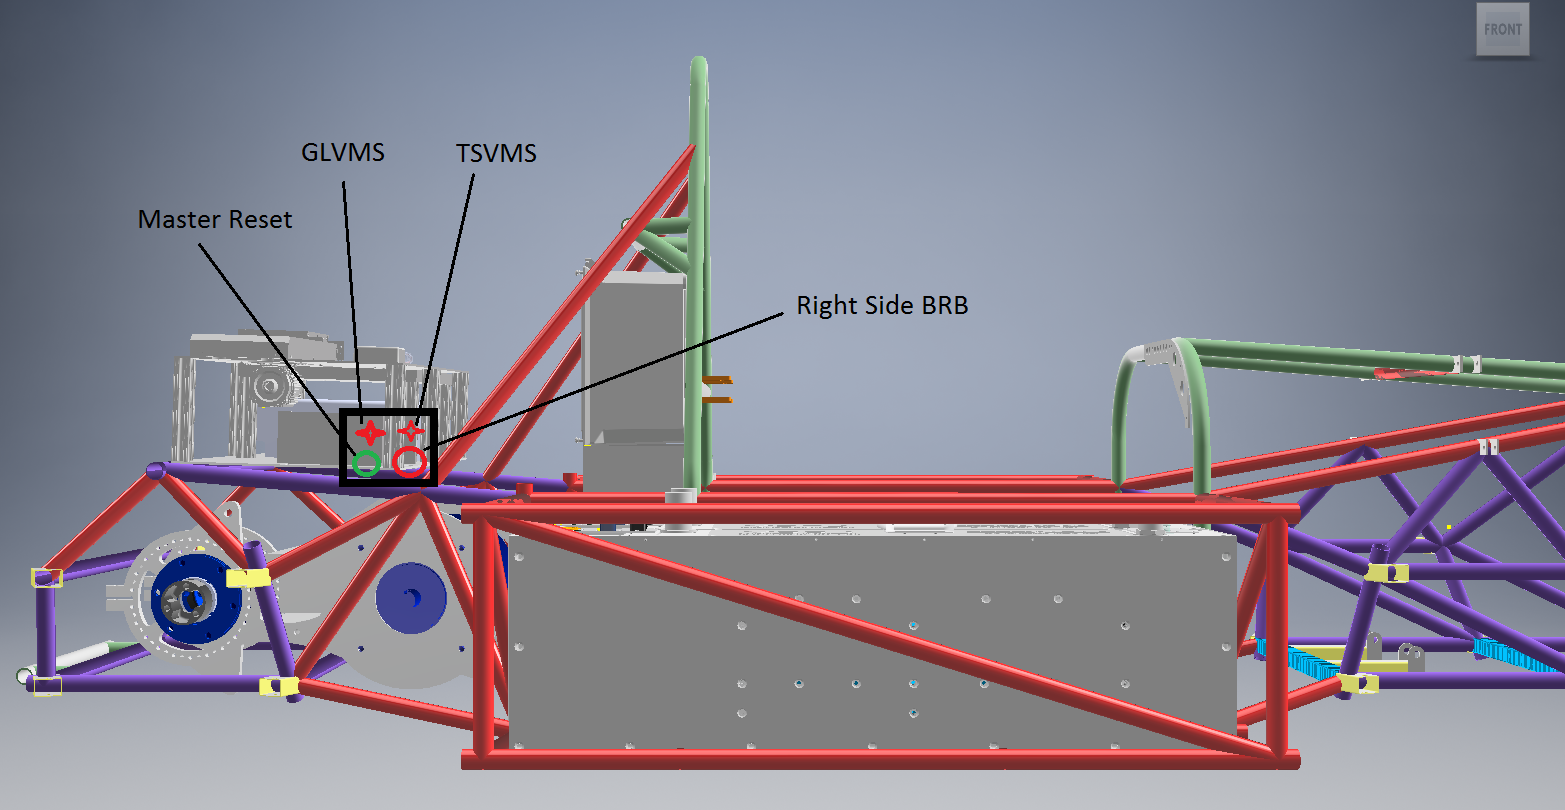 FRONT
GLVMS
TSVMS
Master Reset
Right Side BRB